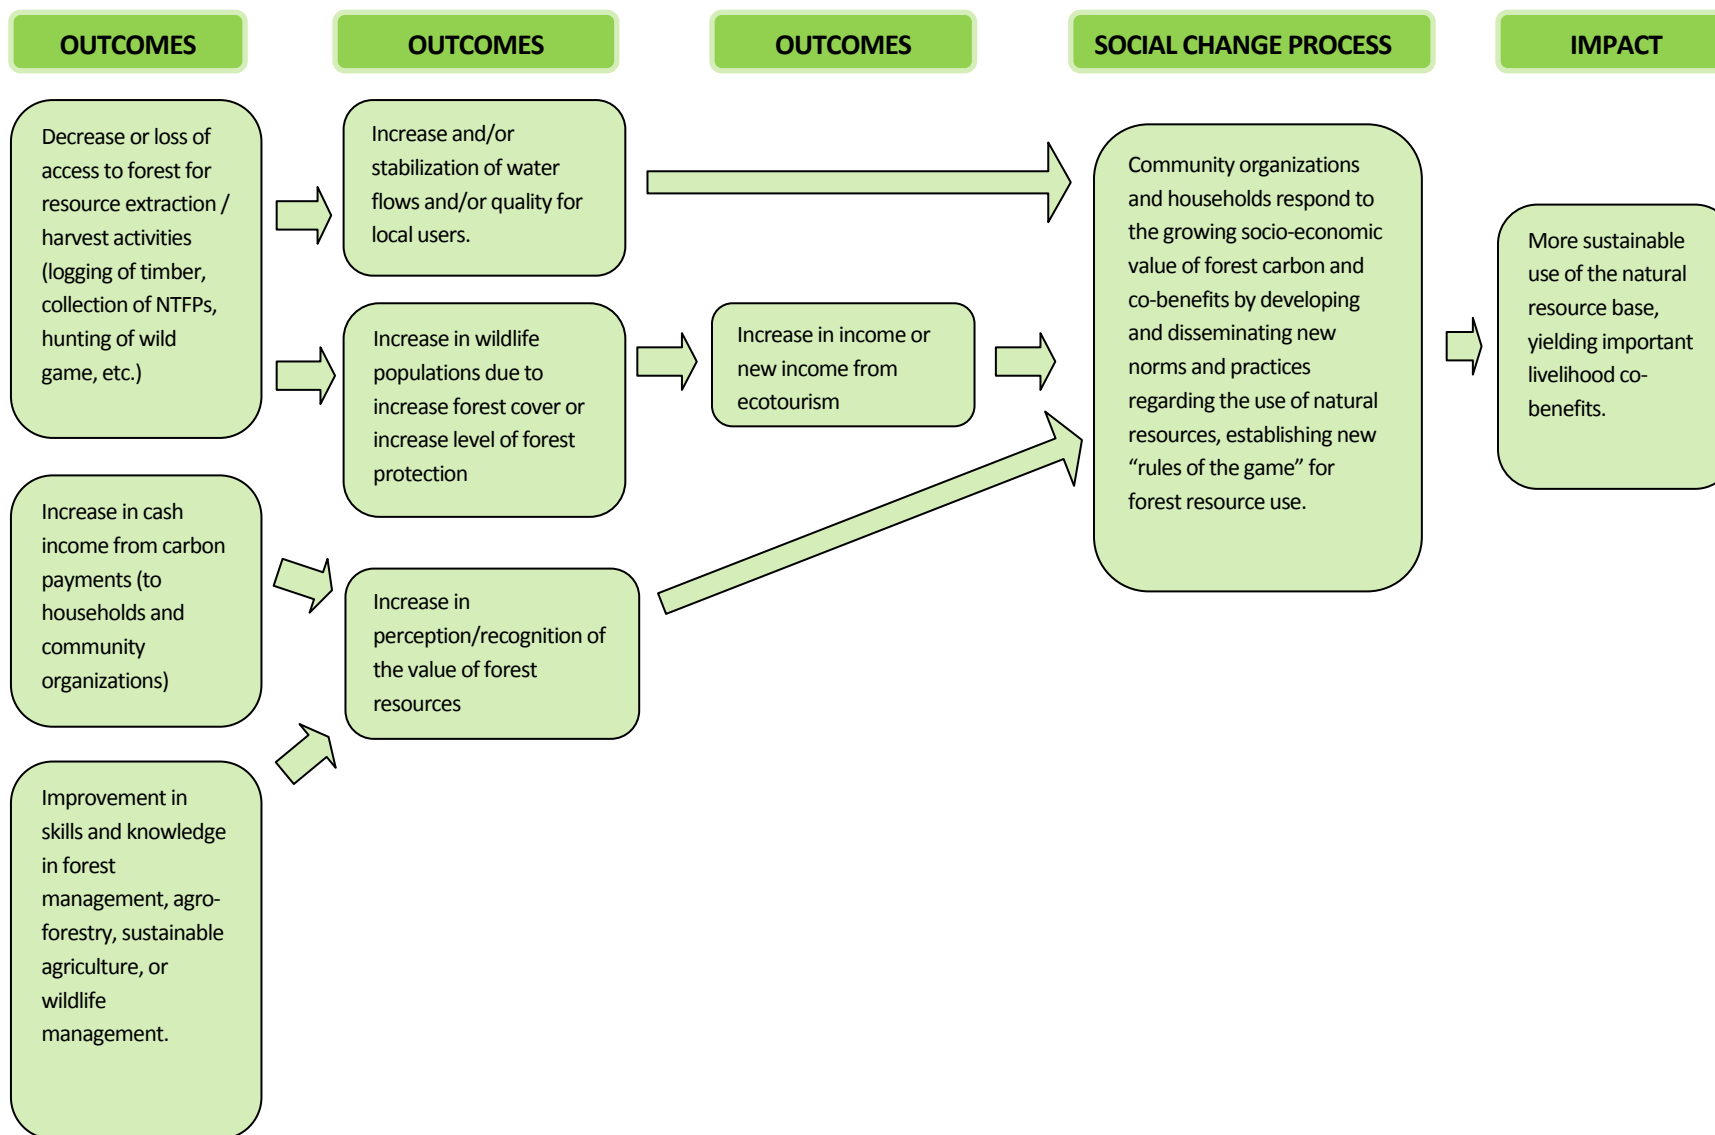 OUTCOMES
OUTCOMES
OUTCOMES
SOCIAL CHANGE PROCESS
IMPACT
Decrease or loss of
access to forest for
resource extraction /
harvest activities
(logging of timber,
collection of NTFPs,
hunting of wild
game, etc.)
Increase in cash
income from carbon
payments (to
households and
community
organizations)
Improvement in
skills and knowledge
in forest
management, agro-
forestry, sustainable
agriculture, or
wildlife
management.
Increase and/or
stabilization of water
flows and/or quality for
local users.
Increase in wildlife
populations due to
increase forest cover or
increase level of forest
protection
Increase in
perception/recognition of
the value of forest
resources
Increase in income or
new income from
ecotourism
Community organizations
and households respond to
the growing socio-economic
value of forest carbon and
co-benefits by developing
and disseminating new
norms and practices
regarding the use of natural
resources, establishing new
“rules of the game” for
forest resource use.
More sustainable
use of the natural
resource base,
yielding important
livelihood co-
benefits.